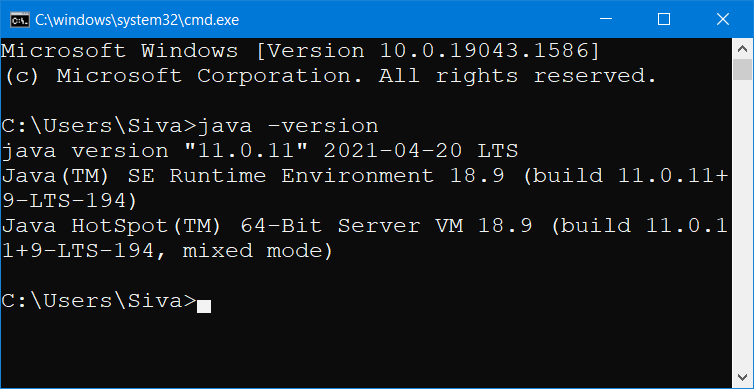 C:\windows\system32\cmd.exe
Microsoft Windows [Version 10.0.19043.1586]
(c) Microsoft Corporation. All rights reserved.
C:\Users\Siva>java -version
java version "11.0.11" 2021-04-20 LTS
Java(TM) SE Runtime Environment 18.9 (build 11.0.11+
9-LTS-194)
Java HotSpot(TM) 64-Bit Server VM 18.9 (build 11.0.1
1+9-LTS-194, mixed mode)
C:\Users\Siva>